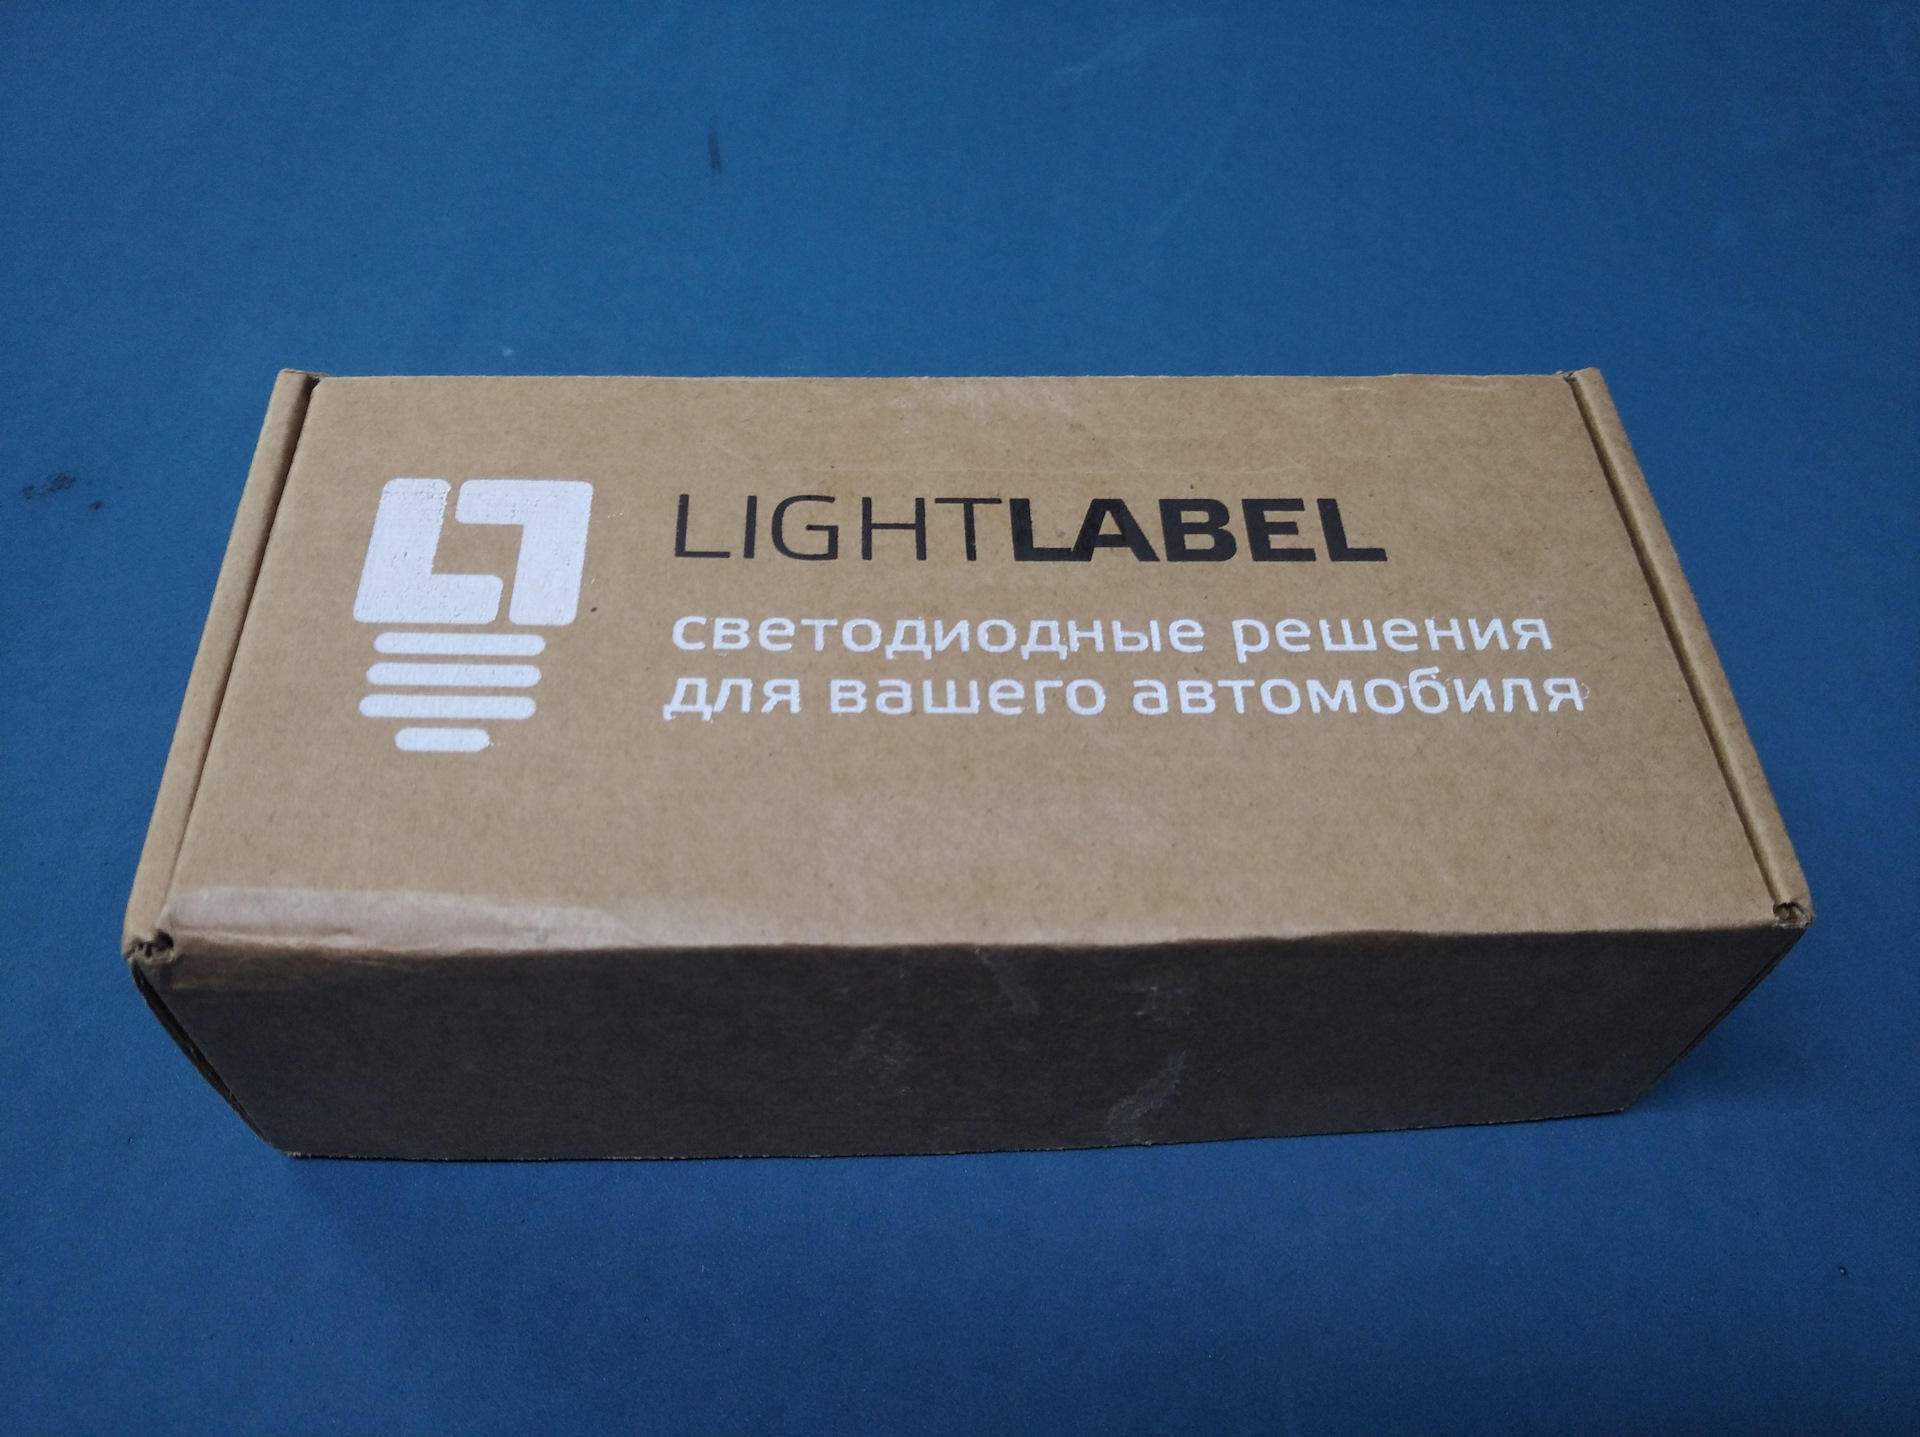 LIGHTLABEL
светодиодные решения
для вашего автомобиля